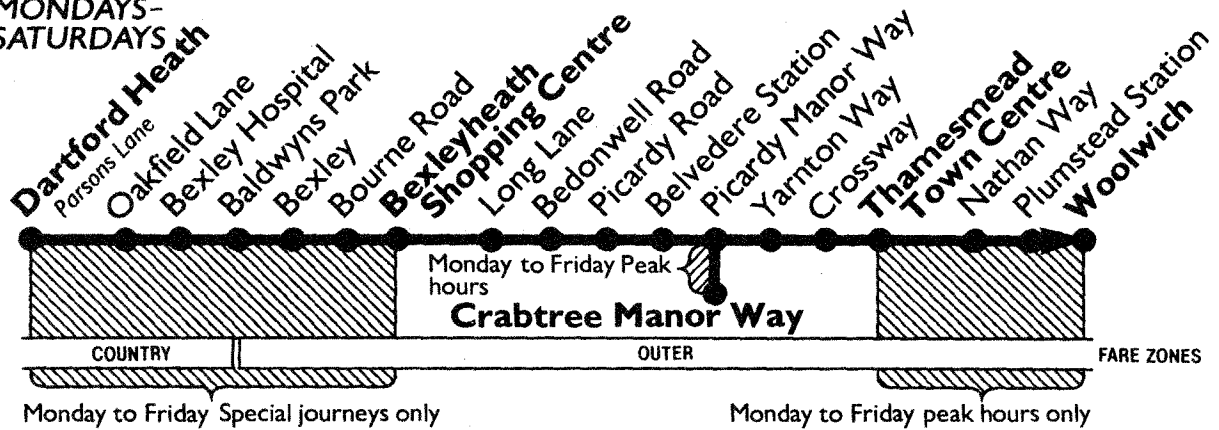 MONDAYS-
SATURDAYS
Dartford Heath
Parsons Lane
Oakfield Lane
Bexley Hospital
Baldwyns Park
Bexley
Bourne Road
Bexleyheath
Shopping Centre
Long Lane
Bedonwell Road
Picardy Road
Belvedere Station
Picardy Manor Way
Yarnton Way
Crossway
Thamesmead
Town Centre
Nathan Way
Plumstead Station
Woolwich
Monday to Friday Peak
hours
Crabtree Manor Way
COUNTRY
OUTER
FARE ZONES
Monday to Friday Special journeys only
Monday to Friday peak hours only